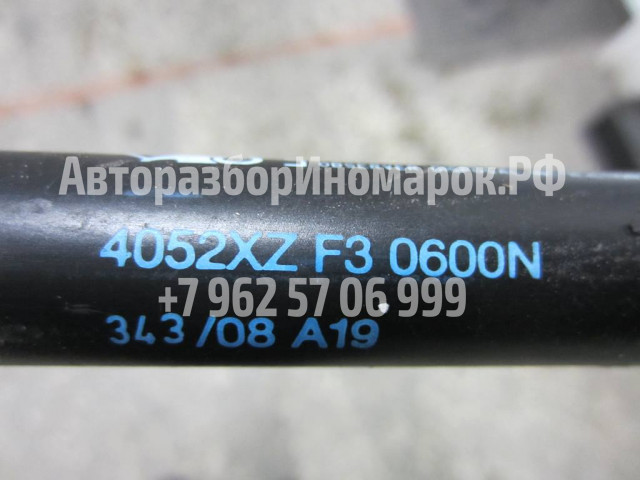 АвторазборИномарок.РФ
4052XZ F3 0600N
+7 962 57 06 999
343/08 A19